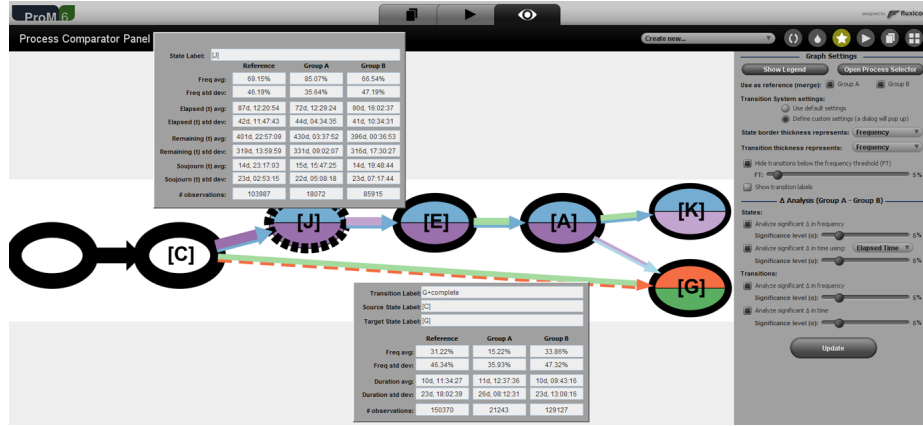 ProM 6
designed by fluxicon
Process Comparator Panel
Create new...
State Label: [J]
Reference Group A Group B
Freq avg: 69.15% 85.07% 66.54%
Freq std dev: 46.19% 35.64% 47.19%
Elapsed (t) avg: 87d, 12:20:54 72d, 12:29:24 90d, 16:02:37
Elapsed (t) std dev: 42d, 11:47:43 44d, 04:34:35 41d, 10:34:31
Remaining (t) avg: 401d, 22:57:09 430d, 03:37:52 396d, 00:36:53
Remaining (t) std dev: 319d, 13:59:59 331d, 09:02:07 316d, 17:30:27
Soujourn (t) avg: 14d, 23:17:03 15d, 15:47:25 14d, 19:48:44
Soujourn (t) std dev: 23d, 02:53:15 22d, 05:08:18 23d, 07:17:44
# observations: 103987 18072 85915
[C]
[J]
[E]
[A]
[K]
[G]
Transition Label: G+complete
Source State Label: [C]
Target State Label: [G]
Reference Group A Group B
Freq avg: 31.22% 15.22% 33.86%
Freq std dev: 46.34% 35.93% 47.32%
Duration avg: 10d, 11:34:27 11d, 12:37:36 10d, 09:43:16
Duration std dev: 23d, 18:02:39 26d, 08:12:31 23d, 13:08:16
# observations: 150370 21243 129127
Graph Settings
Show Legend Open Process Selector
Use as reference (merge): Group A Group B
Transition System settings:
Use default settings
Define custom settings (a dialog will pop up)
State border thickness represents: Frequency
Transition thickness represents: Frequency
Hide transitions below the frequency threshold (FT)
FT: 5%
Show transition labels
Δ Analysis (Group A - Group B)
States:
Analyze significant Δ in frequency
Significance level (α): 5%
Analyze significant Δ in time using: Elapsed Time
Significance level (α): 5%
Transitions:
Analyze significant Δ in frequency
Significance level (α): 5%
Analyze significant Δ in time
Significance level (α): 5%
Update